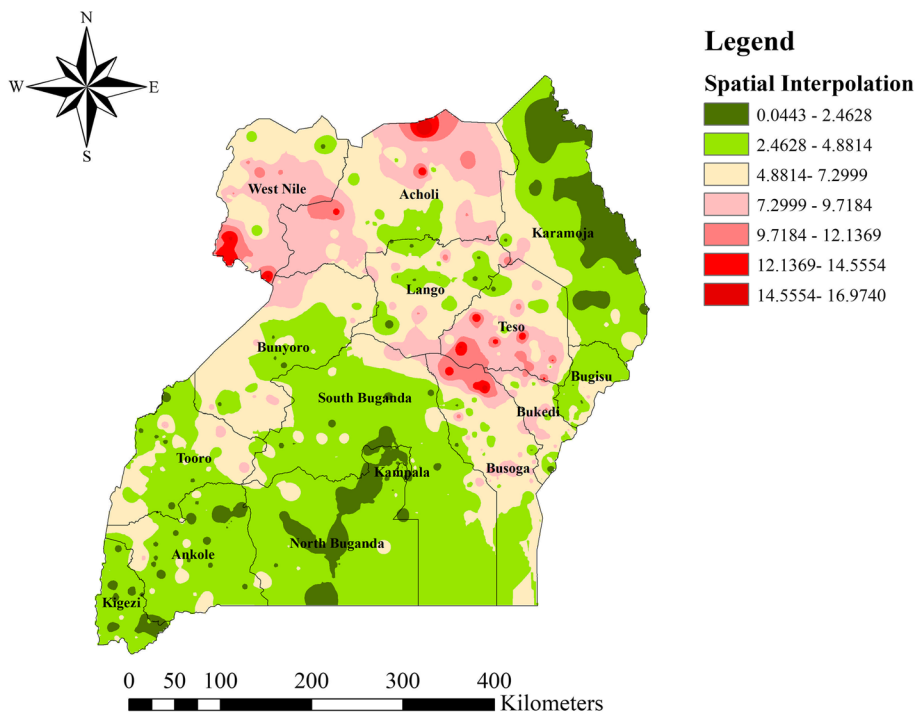 N
W E
S
Legend
Spatial Interpolation
0.0443 - 2.4628
2.4628 - 4.8814
4.8814- 7.2999
7.2999 - 9.7184
9.7184 - 12.1369
12.1369- 14.5554
14.5554- 16.9740
West Nile
Acholi
Karamoja
Lango
Teso
Bunyoro
Bugisu
South Buganda
Bukedi
Tooro
Kampala
Busoga
North Buganda
Ankole
Kigezi
0 50 100 200 300 400
Kilometers